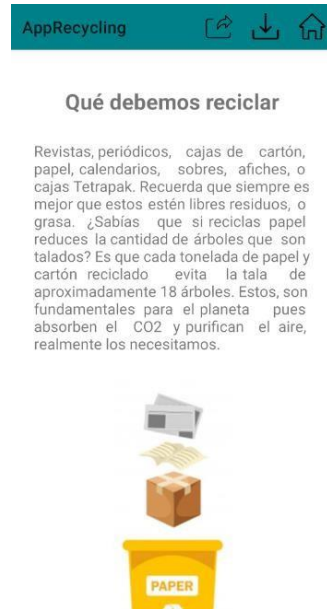 AppRecycling
Qué debemos reciclar
Revistas, periódicos, cajas de cartón,
papel, calendarios, sobres, afiches, o
cajas Tetrapak. Recuerda que siempre es
mejor que estos estén libres residuos, o
grasa. ¿Sabías que si reciclas papel
reduces la cantidad de árboles que son
talados? Es que cada tonelada de papel y
cartón reciclado evita la tala de
aproximadamente 18 árboles. Estos, son
fundamentales para el planeta pues
absorben el CO2 y purifican el aire,
realmente los necesitamos.
PAPER